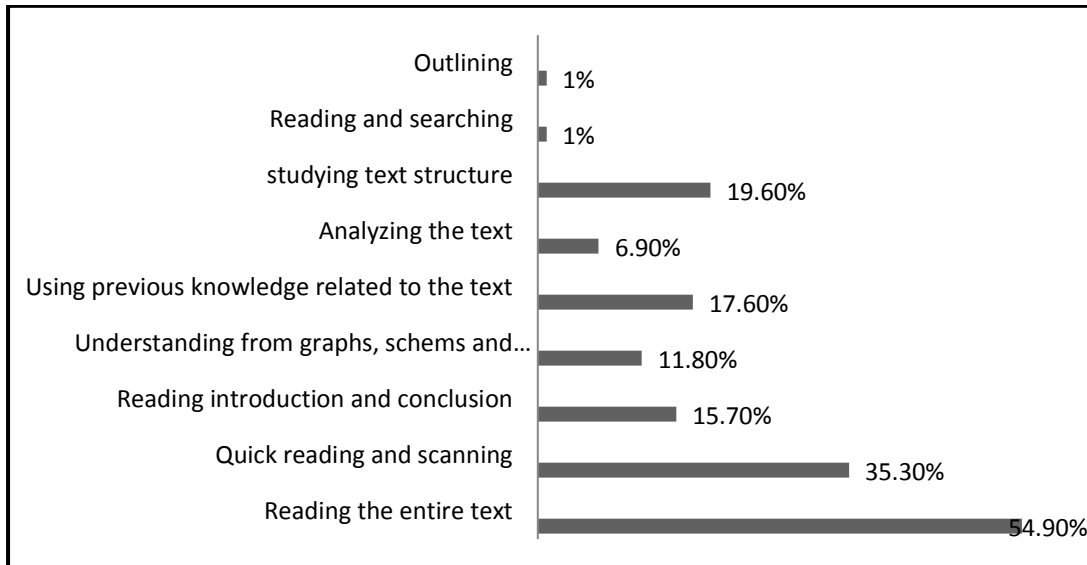 Outlining 1%
Reading and searching 1%
studying text structure 19.60%
Analyzing the text 6.90%
Using previous knowledge related to the text 17.60%
Understanding from graphs, schems and... 11.80%
Reading introduction and conclusion 15.70%
Quick reading and scanning 35.30%
Reading the entire text 54.90%